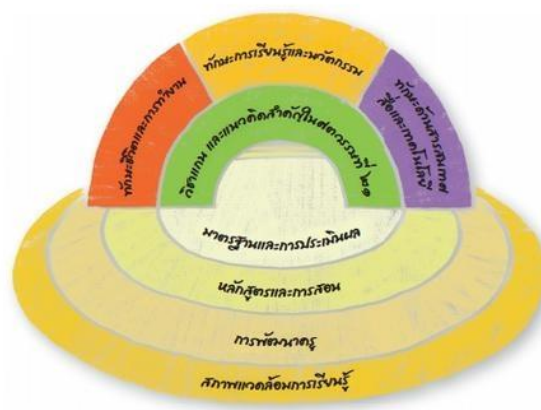 ทักษะการเรียนรู้และนวัตกรรม
ทักษะชีวิตและการทำงาน
ทักษะด้านสารสนเทศ
สื่อและเทคโนโลยี
วิชาแกน และแนวคิดสำคัญในศตวรรษที่ ๒๑
มาตรฐานและการประเมินผล
หลักสูตรและการสอน
การพัฒนาครู
สภาพแวดล้อมการเรียนรู้